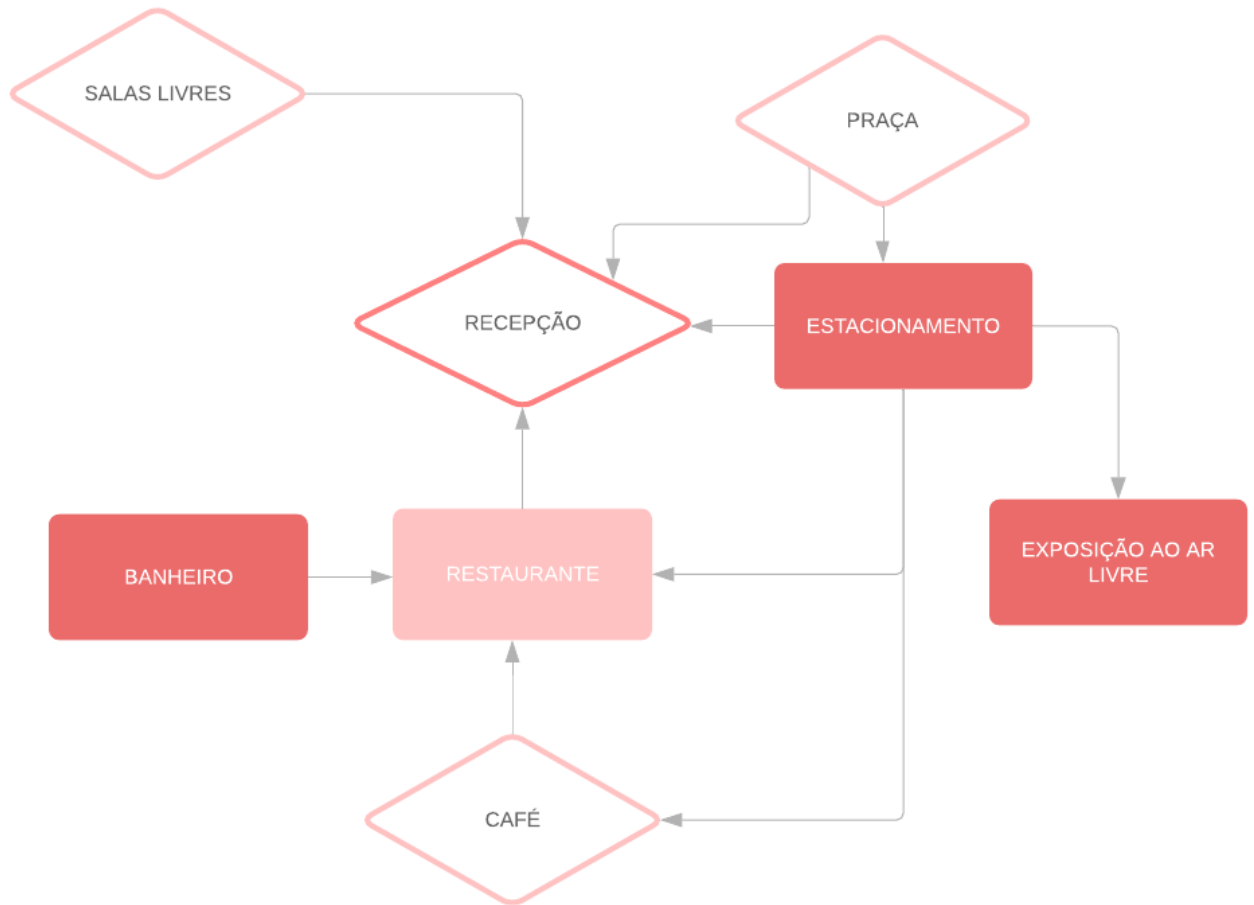 SALAS LIVRES
PRAÇA
RECEPÇÃO
ESTACIONAMENTO
BANHEIRO
RESTAURANTE
EXPOSIÇÃO AO AR
LIVRE
CAFÉ